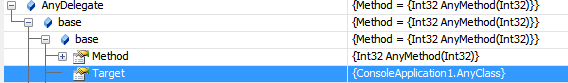 AnyDelegate {Method = {Int32 AnyMethod(Int32)}}
base {Method = {Int32 AnyMethod(Int32)}}
base {Method = {Int32 AnyMethod(Int32)}}
Method {Int32 AnyMethod(Int32)}
Target {ConsoleApplication1.AnyClass}